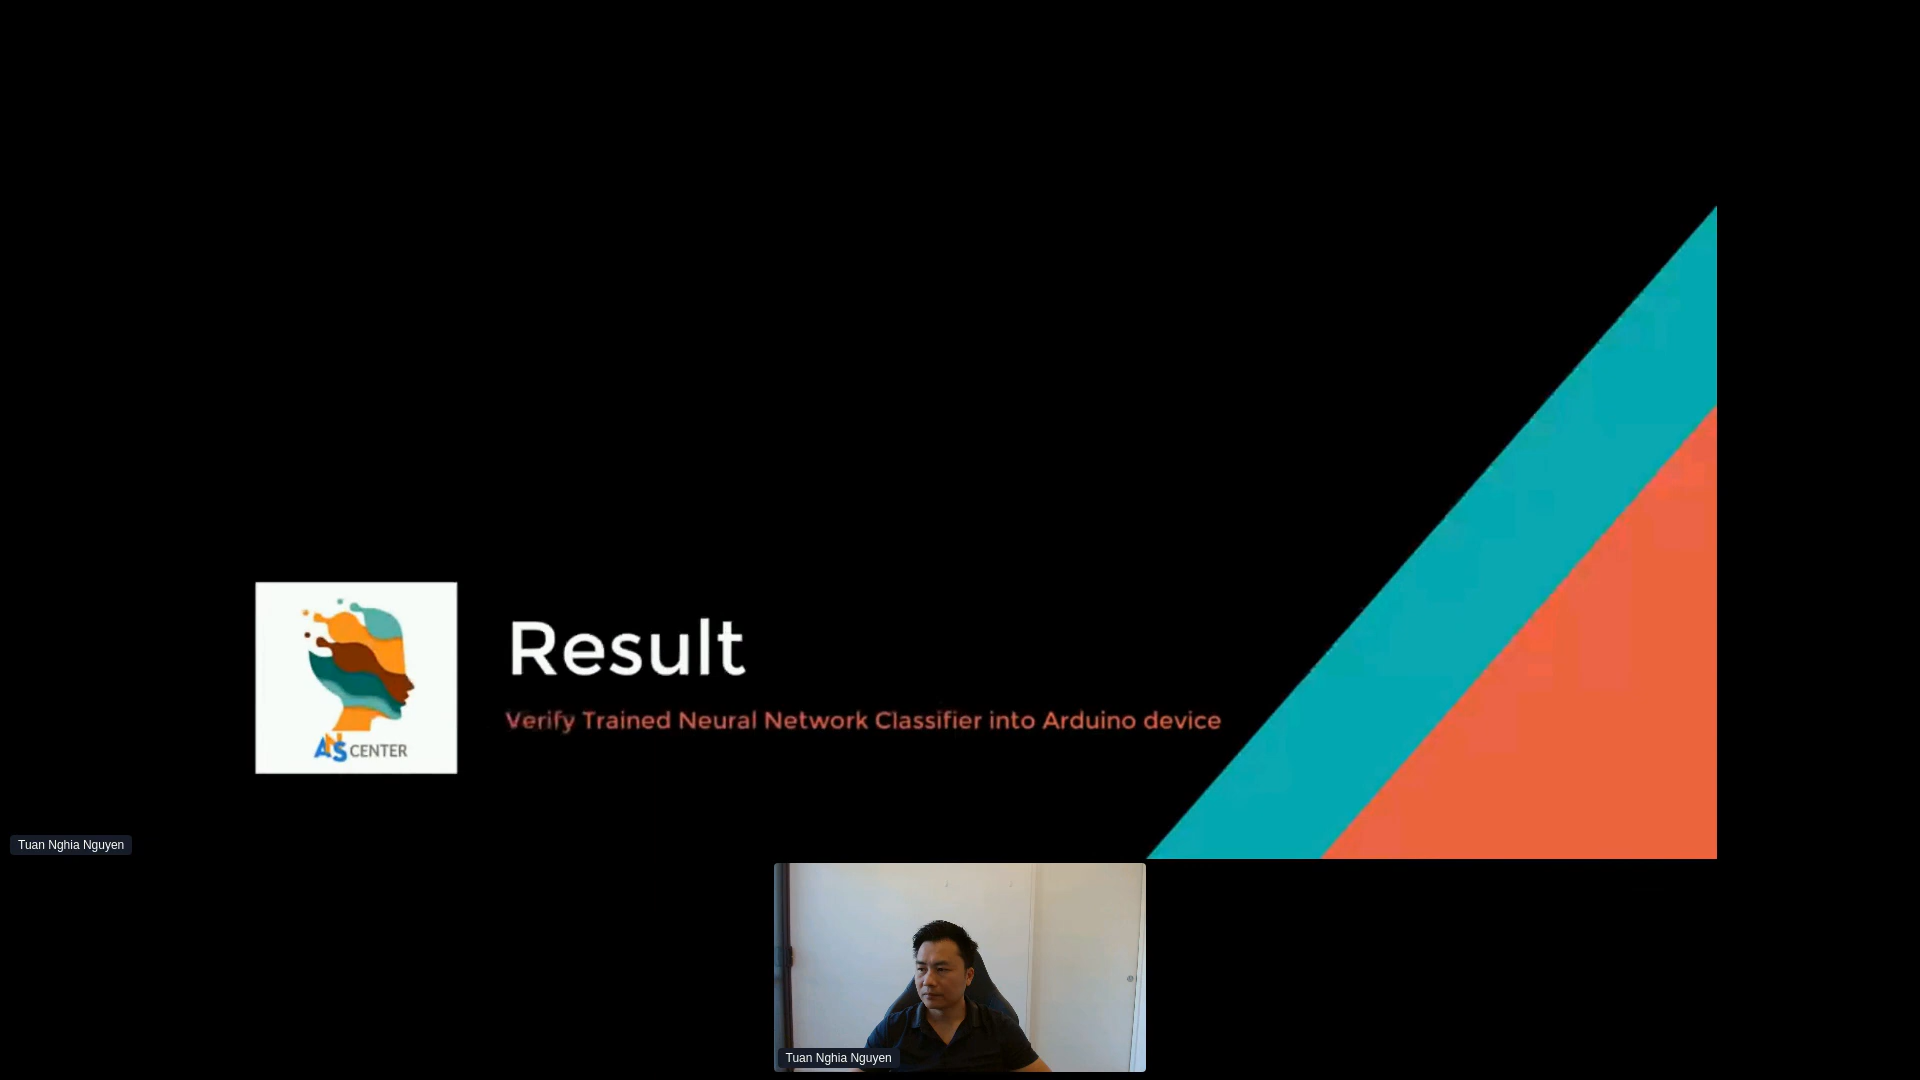 Result
Verify Trained Neural Network Classifier into Arduino device
ANS CENTER
Tuan Nghia Nguyen
Tuan Nghia Nguyen